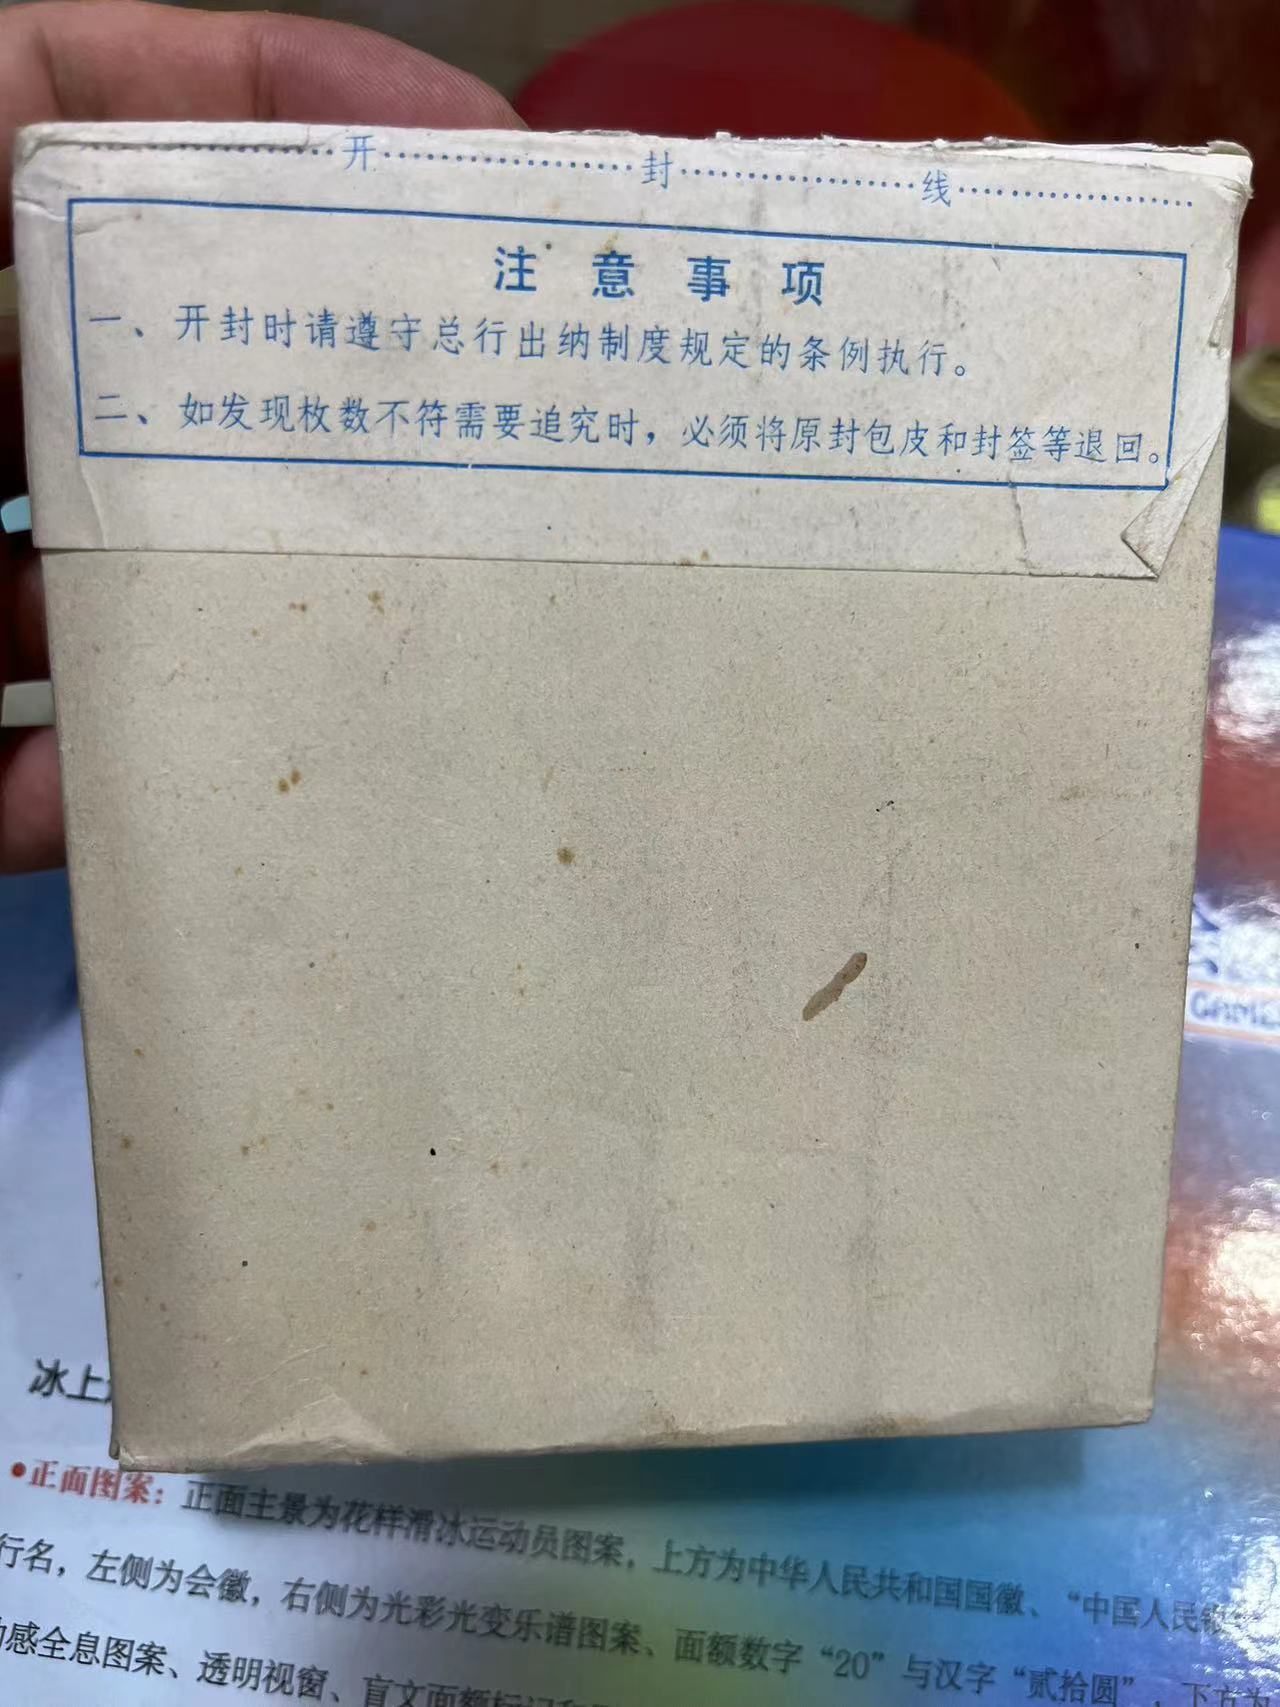 开封线
注意事项
一、开封时请遵守总行出纳制度规定的条例执行。
二、如发现枚数不符需要追究时，必须将原封包皮和封签等退回。
冰上
•正面图案：正面主景为花样滑冰运动员图案，上方为中华人民共和国国徽、“中国人民银
行名，左侧为会徽，右侧为光彩光变乐谱图案、面额数字“20”与汉字“贰拾圆”，下方为
感全息图案、透明视窗、盲文面额标记和